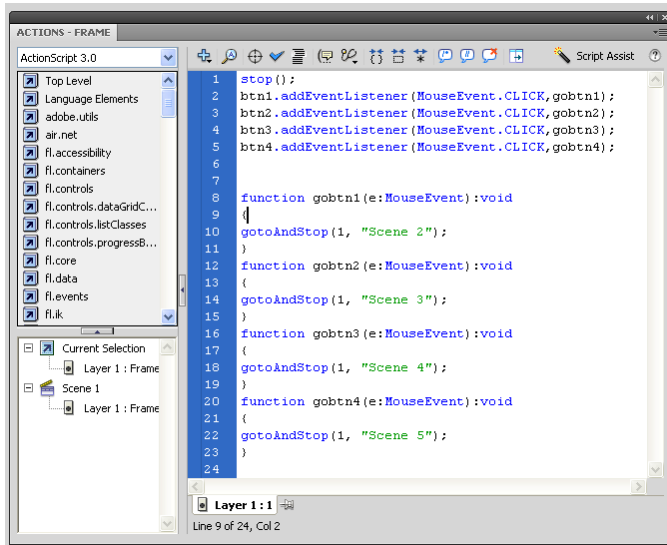 ACTIONS - FRAME
ActionScript 3.0
Script Assist
Top Level
Language Elements
adobe.utils
air.net
fl.accessibility
fl.containers
fl.controls
fl.controls.dataGridC...
fl.controls.listClasses
fl.controls.progressB...
fl.core
fl.data
fl.events
fl.ik
Current Selection
Layer 1 : Frame
Scene 1
Layer 1 : Frame
1 stop();
2 btn1.addEventListener(MouseEvent.CLICK,gobtn1);
3 btn2.addEventListener(MouseEvent.CLICK,gobtn2);
4 btn3.addEventListener(MouseEvent.CLICK,gobtn3);
5 btn4.addEventListener(MouseEvent.CLICK,gobtn4);
6
7
8 function gobtn1(e:MouseEvent):void
9 {
10 gotoAndStop(1, "Scene 2");
11 }
12 function gobtn2(e:MouseEvent):void
13 {
14 gotoAndStop(1, "Scene 3");
15 }
16 function gobtn3(e:MouseEvent):void
17 {
18 gotoAndStop(1, "Scene 4");
19 }
20 function gobtn4(e:MouseEvent):void
21 {
22 gotoAndStop(1, "Scene 5");
23 }
24
Layer 1 : 1
Line 9 of 24, Col 2